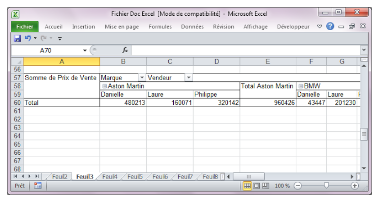 Fichier Doc Excel [Mode de compatibilité] - Microsoft Excel
Fichier Accueil Insertion Mise en page Formules Données Révision Affichage Développeur
A70 fx
A B C D E F G
56
57 Somme de Prix de Vente Marque Vendeur
58 Aston Martin Total Aston Martin BMW
59 Danielle Laure Philippe Danielle Laure
60 Total 480213 160071 320142 960426 43447 201230
61
62
63
64
65
66
67
68
Feuil2 Feuil3 Feuil4 Feuil5 Feuil6 Feuil7 Feuil8
Prêt 100 %